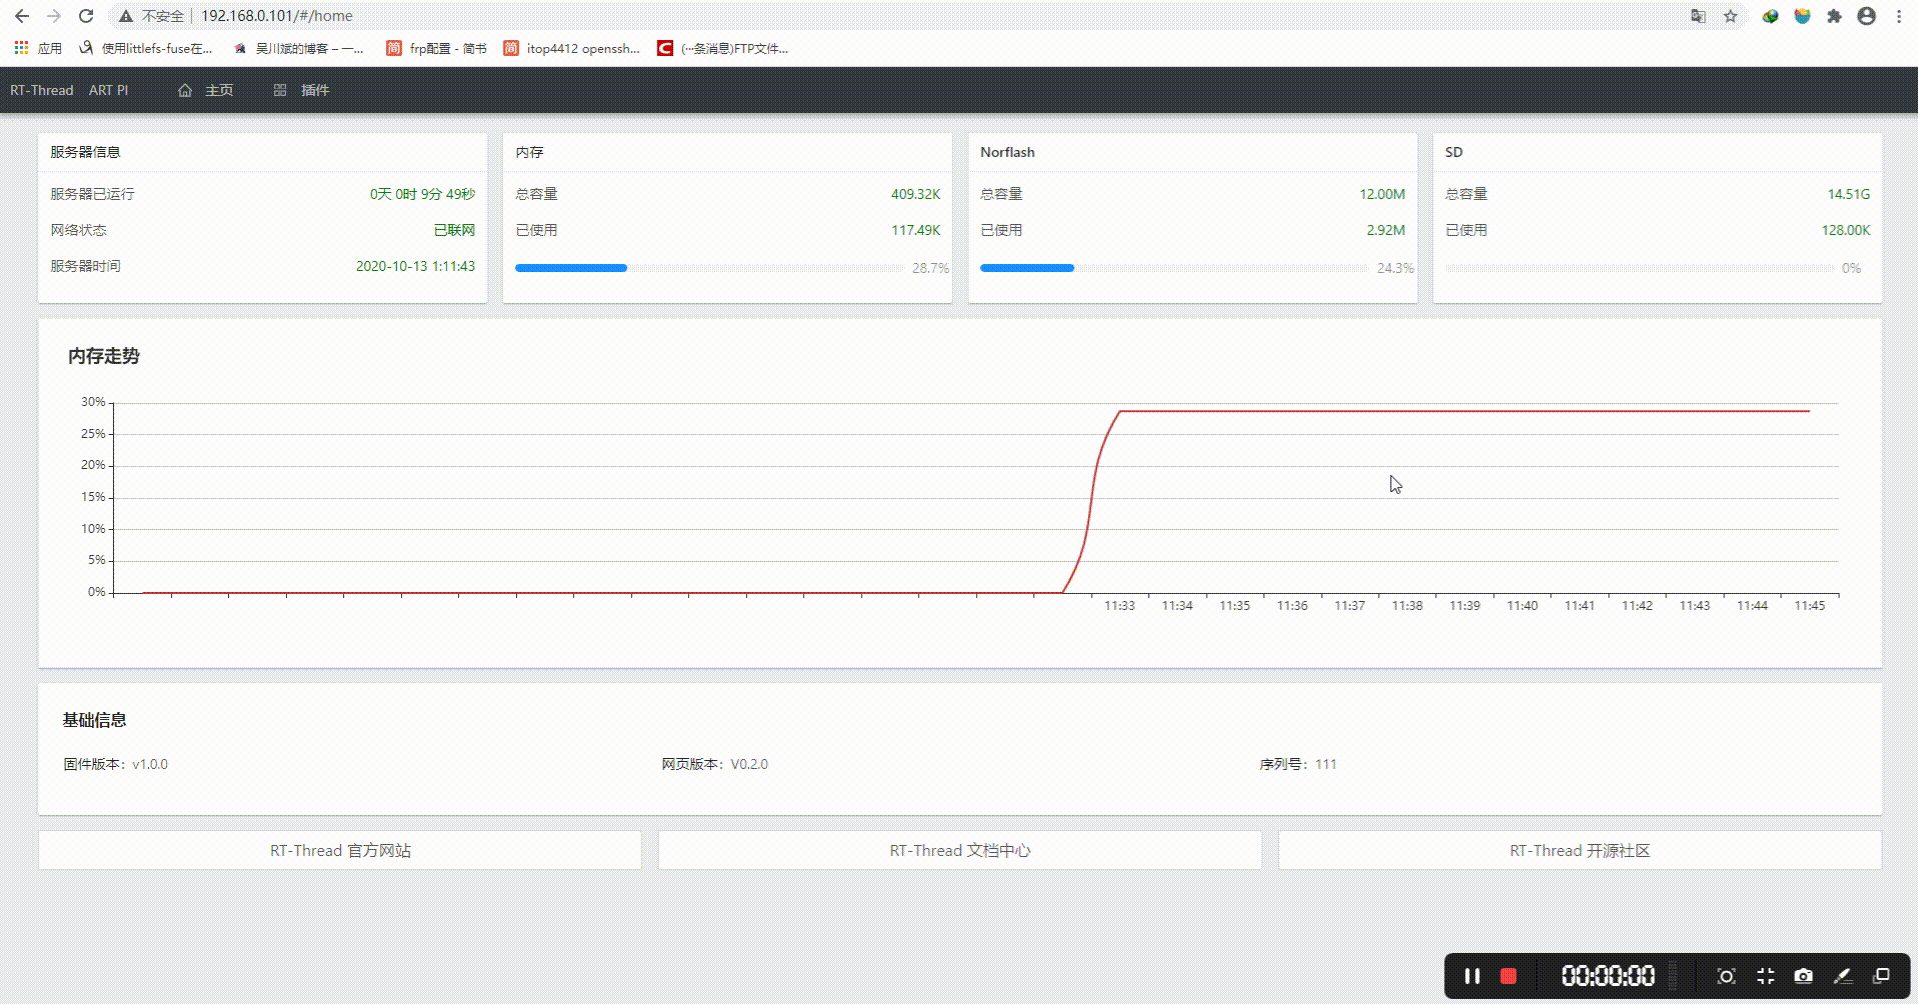 不安全 192.168.0.101/#/home
应用 使用littlefs-fuse在... 吴川斌的博客 – 一... 简 frp配置 - 简书 简 itop4412 openssh... C (···条消息)FTP文件...
RT-Thread ART PI 主页 插件
服务器信息
服务器已运行 0天 0时 9分 49秒
网络状态 已联网
服务器时间 2020-10-13 1:11:43
内存
总容量 409.32K
已使用 117.49K
28.7%
Norflash
总容量 12.00M
已使用 2.92M
24.3%
SD
总容量 14.51G
已使用 128.00K
0%
内存走势
30%
25%
20%
15%
10%
5%
0%
11:33 11:34 11:35 11:36 11:37 11:38 11:39 11:40 11:41 11:42 11:43 11:44 11:45
基础信息
固件版本：v1.0.0 网页版本：V0.2.0 序列号：111
RT-Thread 官方网站 RT-Thread 文档中心 RT-Thread 开源社区
00:00:00